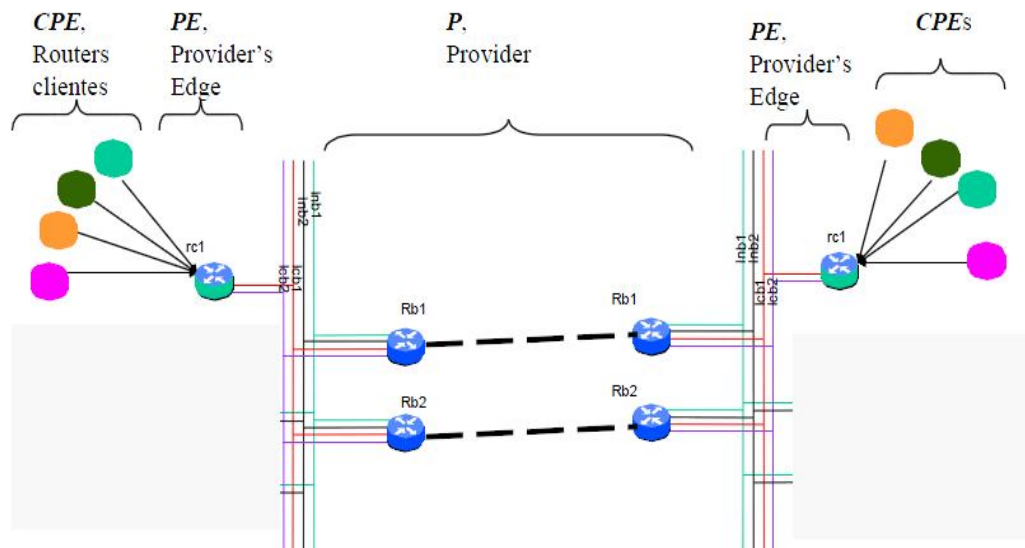 CPE,
Routers
clientes
PE,
Provider's
Edge
P,
Provider
PE,
Provider's
Edge
CPEs
rc1
lnb2
lnb1
lcb2
lcb1
Rb1
Rb2
Rb1
Rb2
lnb1
lnb2
lcb1
lcb2
rc1